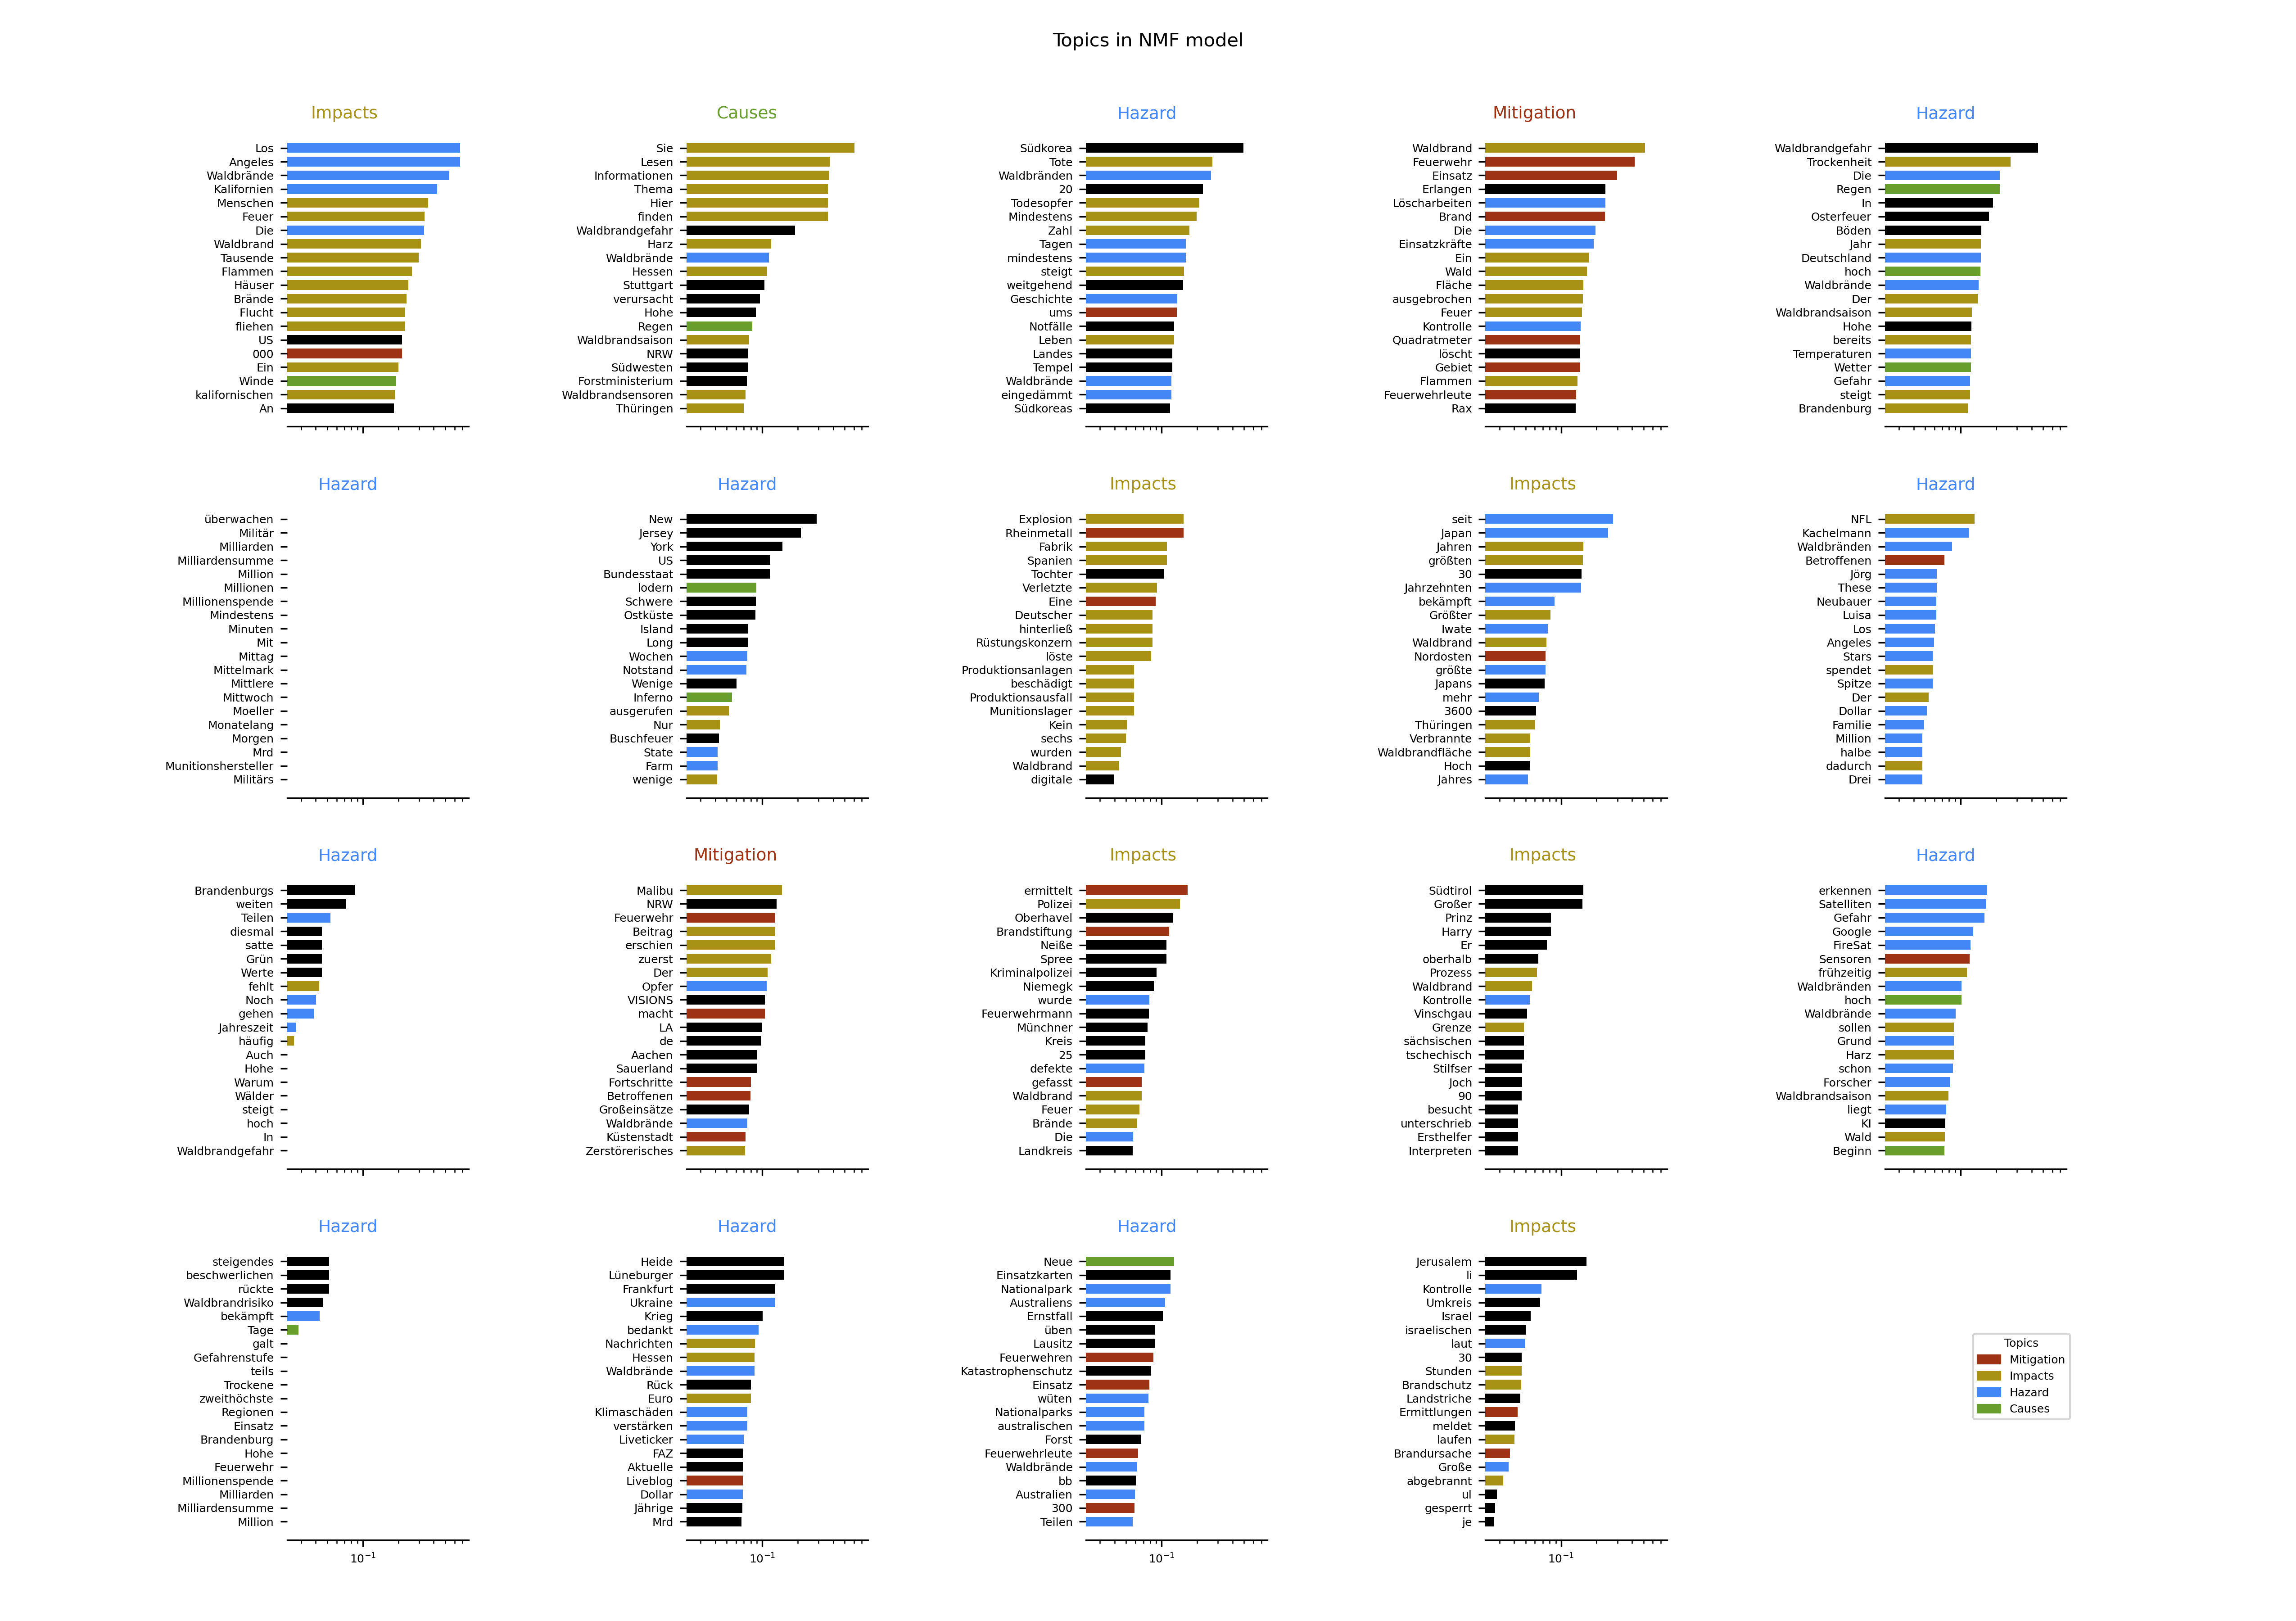 Topics in NMF model
Impacts
Los
Angeles
Waldbrände
Kalifornien
Menschen
Feuer
Die
Waldbrand
Tausende
Flammen
Häuser
Brände
Flucht
fliehen
US
000
Ein
Winde
kalifornischen
An
Causes
Sie
Lesen
Informationen
Thema
Hier
finden
Waldbrandgefahr
Harz
Waldbrände
Hessen
Stuttgart
verursacht
Hohe
Regen
Waldbrandsaison
NRW
Südwesten
Forstministerium
Waldbrandsensoren
Thüringen
Hazard
Südkorea
Tote
Waldbränden
20
Todesopfer
Mindestens
Zahl
Tagen
mindestens
steigt
weitgehend
Geschichte
ums
Notfälle
Leben
Landes
Tempel
Waldbrände
eingedämmt
Südkoreas
Mitigation
Waldbrand
Feuerwehr
Einsatz
Erlangen
Löscharbeiten
Brand
Die
Einsatzkräfte
Ein
Wald
Fläche
ausgebrochen
Feuer
Kontrolle
Quadratmeter
löscht
Gebiet
Flammen
Feuerwehrleute
Rax
Hazard
Waldbrandgefahr
Trockenheit
Die
Regen
In
Osterfeuer
Böden
Jahr
Deutschland
hoch
Waldbrände
Der
Waldbrandsaison
Hohe
bereits
Temperaturen
Wetter
Gefahr
steigt
Brandenburg
Hazard
überwachen
Militär
Milliarden
Milliardensumme
Million
Millionen
Millionenspende
Mindestens
Minuten
Mit
Mittag
Mittelmark
Mittlere
Mittwoch
Moeller
Monatelang
Morgen
Mrd
Munitionshersteller
Militärs
Hazard
New
Jersey
York
US
Bundesstaat
lodern
Schwere
Ostküste
Island
Long
Wochen
Notstand
Wenige
Inferno
ausgerufen
Nur
Buschfeuer
State
Farm
wenige
Impacts
Explosion
Rheinmetall
Fabrik
Spanien
Tochter
Verletzte
Eine
Deutscher
hinterließ
Rüstungskonzern
löste
Produktionsanlagen
beschädigt
Produktionsausfall
Munitionslager
Kein
sechs
wurden
Waldbrand
digitale
Impacts
seit
Japan
Jahren
größten
30
Jahrzehnten
bekämpft
Größter
Iwate
Waldbrand
Nordosten
größte
Japans
mehr
3600
Thüringen
Verbrannte
Waldbrandfläche
Hoch
Jahres
Hazard
NFL
Kachelmann
Waldbränden
Betroffenen
Jörg
These
Neubauer
Luisa
Los
Angeles
Stars
spendet
Spitze
Der
Dollar
Familie
Million
halbe
dadurch
Drei
Hazard
Brandenburgs
weiten
Teilen
diesmal
satte
Grün
Werte
fehlt
Noch
gehen
Jahreszeit
häufig
Auch
Hohe
Warum
Wälder
steigt
hoch
In
Waldbrandgefahr
Mitigation
Malibu
NRW
Feuerwehr
Beitrag
erschien
zuerst
Der
Opfer
VISIONS
macht
LA
de
Aachen
Sauerland
Fortschritte
Betroffenen
Großeinsätze
Waldbrände
Küstenstadt
Zerstörerisches
Impacts
ermittelt
Polizei
Oberhavel
Brandstiftung
Neiße
Spree
Kriminalpolizei
Niemegk
wurde
Feuerwehrmann
Münchner
Kreis
25
defekte
gefasst
Waldbrand
Feuer
Brände
Die
Landkreis
Impacts
Südtirol
Großer
Prinz
Harry
Er
oberhalb
Prozess
Waldbrand
Kontrolle
Vinschgau
Grenze
sächsischen
tschechisch
Stilfser
Joch
90
besucht
unterschrieb
Ersthelfer
Interpreten
Hazard
erkennen
Satelliten
Gefahr
Google
FireSat
Sensoren
frühzeitig
Waldbränden
hoch
Waldbrände
sollen
Grund
Harz
schon
Forscher
Waldbrandsaison
liegt
KI
Wald
Beginn
Hazard
steigendes
beschwerlichen
rückte
Waldbrandrisiko
bekämpft
Tage
galt
Gefahrenstufe
teils
Trockene
zweithöchste
Regionen
Einsatz
Brandenburg
Hohe
Feuerwehr
Millionenspende
Milliarden
Milliardensumme
Million
10⁻¹
Hazard
Heide
Lüneburger
Frankfurt
Ukraine
Krieg
bedankt
Nachrichten
Hessen
Waldbrände
Rück
Euro
Klimaschäden
verstärken
Liveticker
FAZ
Aktuelle
Liveblog
Dollar
Jährige
Mrd
10⁻¹
Hazard
Neue
Einsatzkarten
Nationalpark
Australiens
Ernstfall
üben
Lausitz
Feuerwehren
Katastrophenschutz
Einsatz
wüten
Nationalparks
australischen
Forst
Feuerwehrleute
Waldbrände
bb
Australien
300
Teilen
10⁻¹
Impacts
Jerusalem
li
Kontrolle
Umkreis
Israel
israelischen
laut
30
Stunden
Brandschutz
Landstriche
Ermittlungen
meldet
laufen
Brandursache
Große
abgebrannt
ul
gesperrt
je
10⁻¹
Topics
Mitigation
Impacts
Hazard
Causes